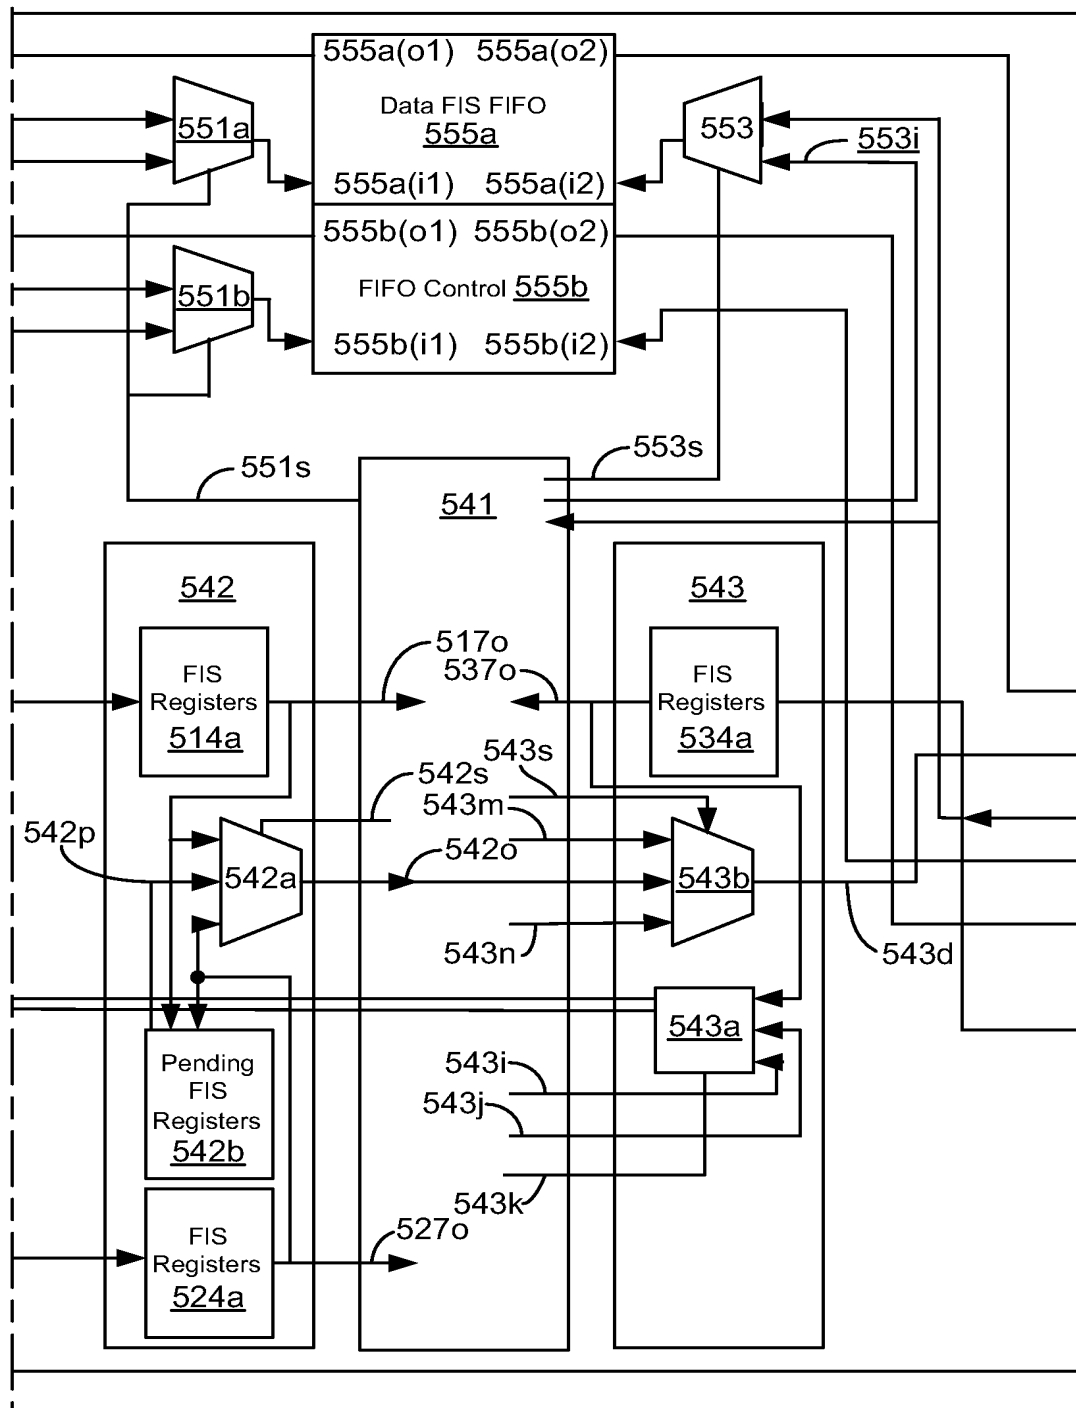 555a(o1) 555a(o2)
Data FIS FIFO
555a
555a(i1) 555a(i2)
551a
553
553i
555b(o1) 555b(o2)
FIFO Control 555b
555b(i1) 555b(i2)
551b
551s
553s
541
542
543
517o
537o
FIS
Registers
514a
FIS
Registers
534a
543s
542s
543m
542p
542o
542a
543b
543n
543d
543a
Pending
FIS
Registers
542b
543i
543j
543k
FIS
Registers
524a
527o